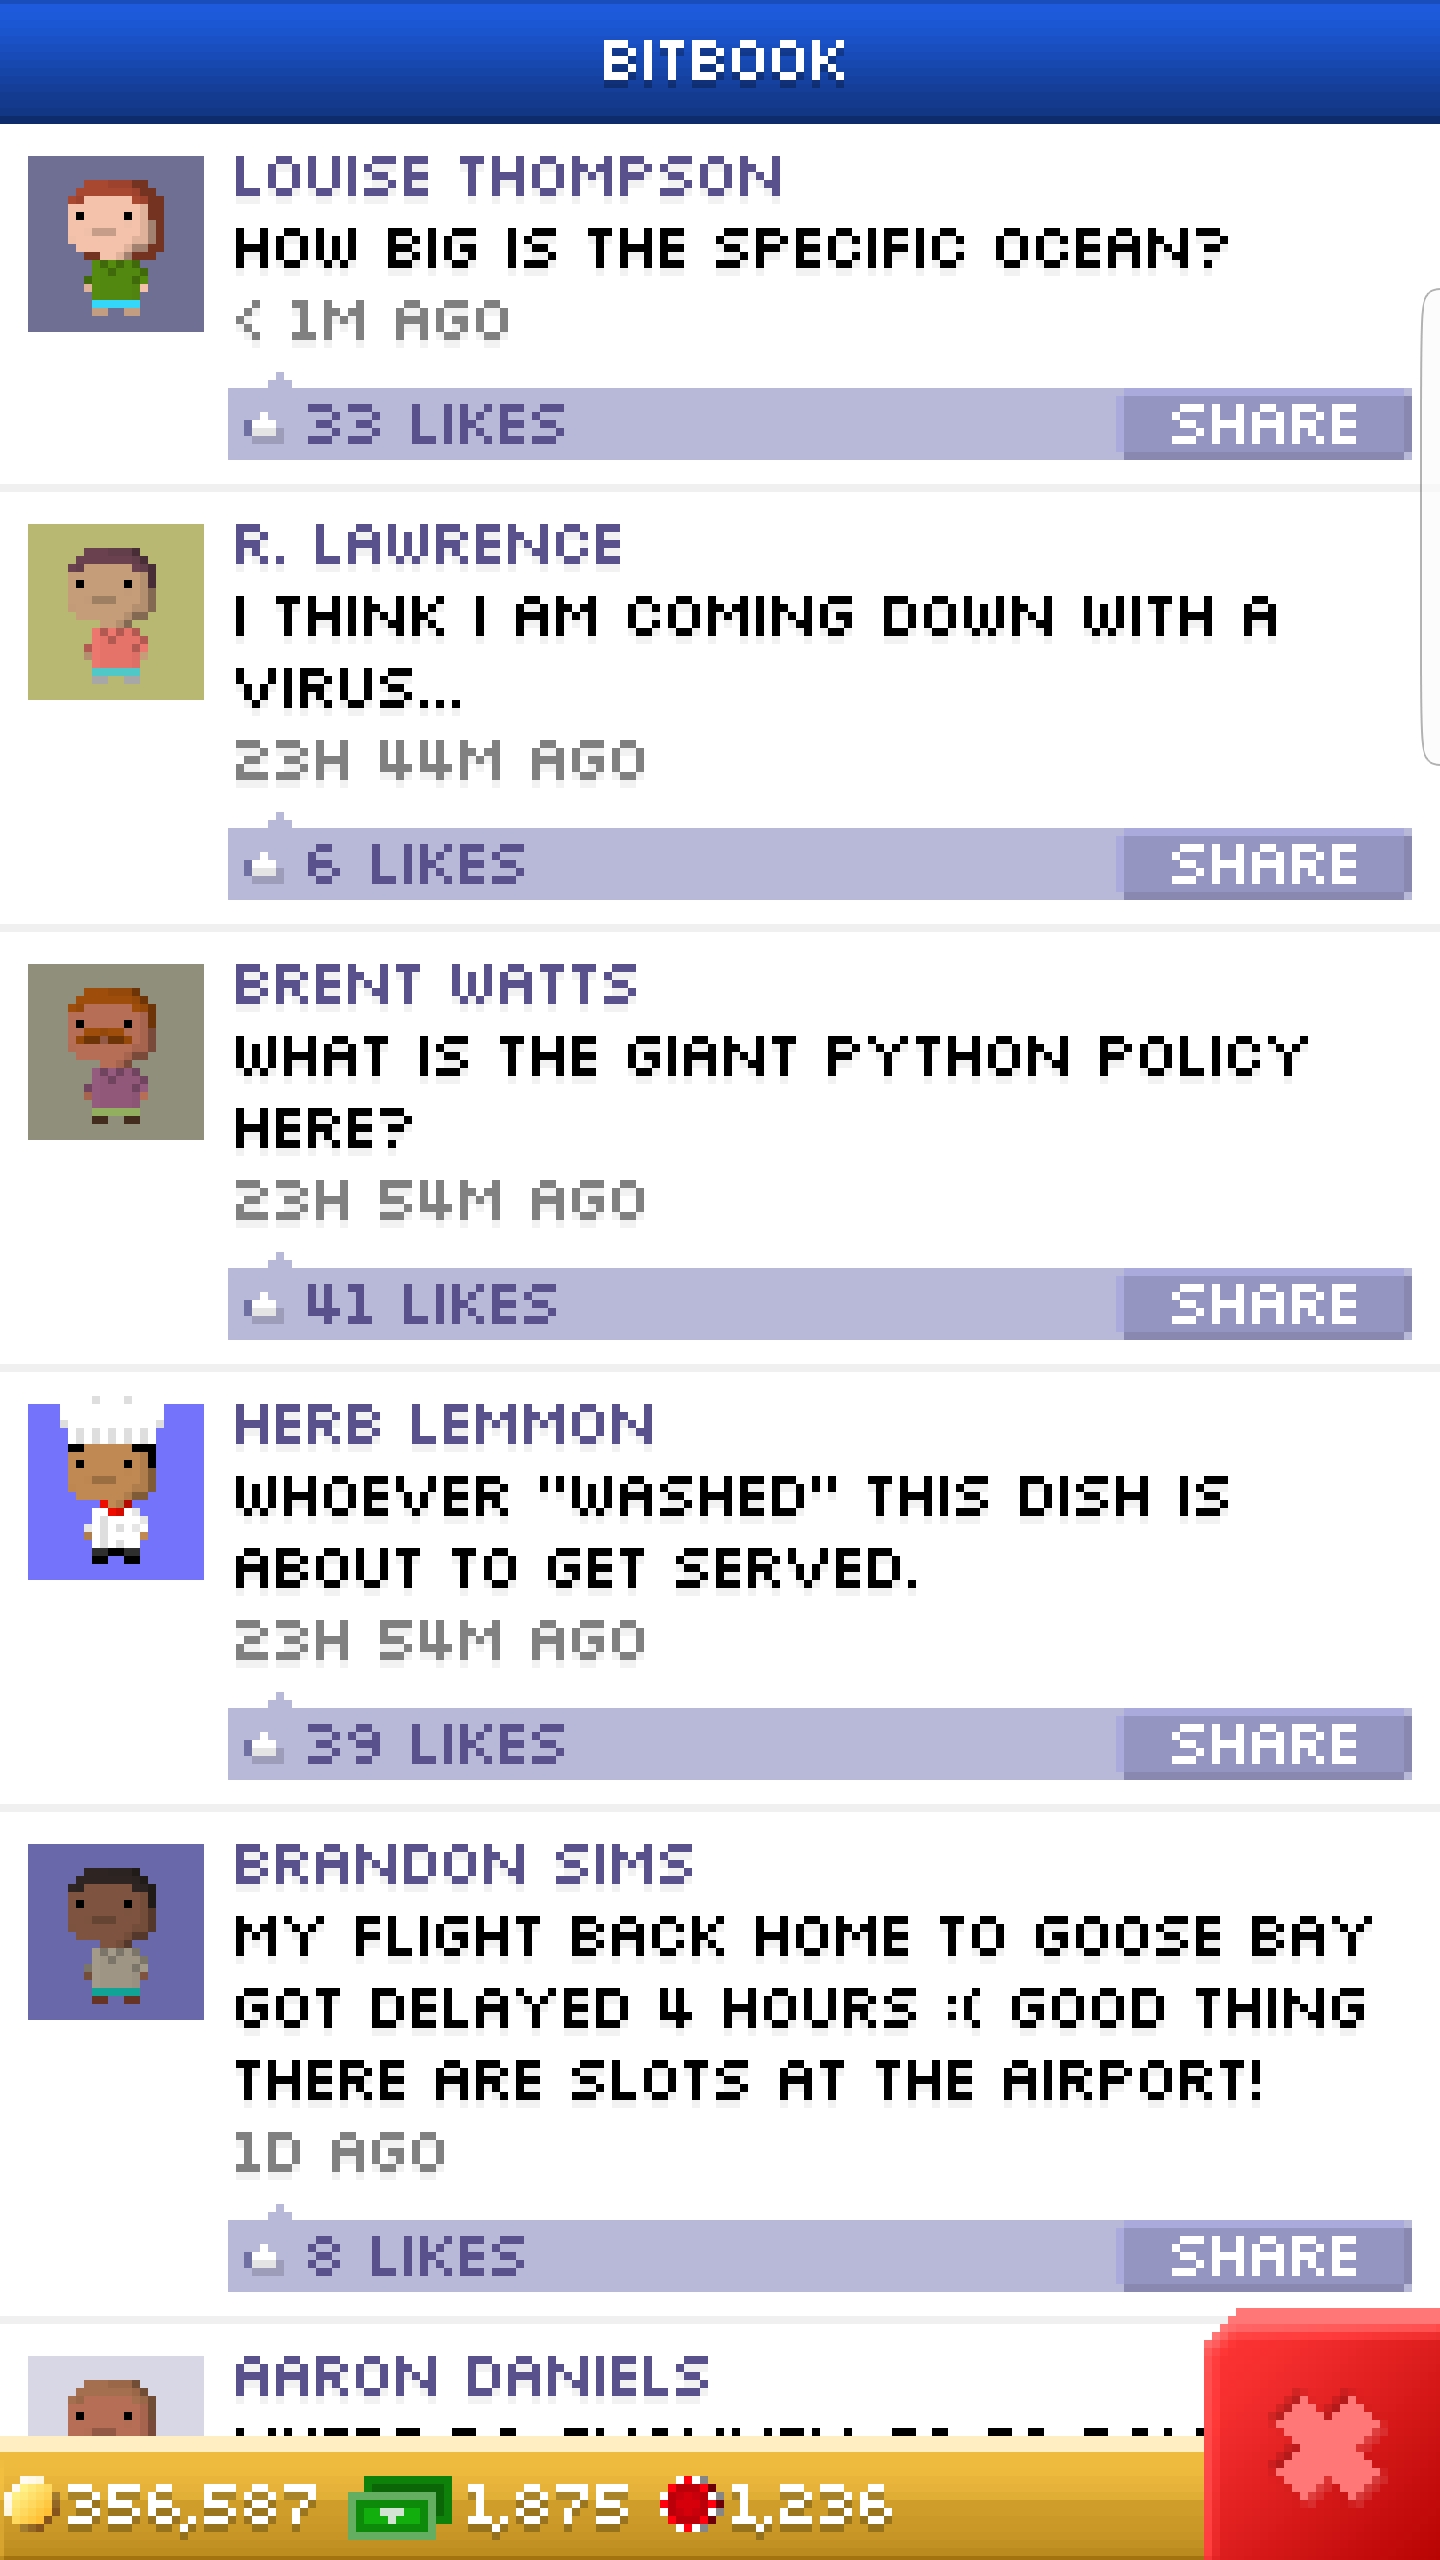 BITBOOK
LOUISE THOMPSON
HOW BIG IS THE SPECIFIC OCEAN?
< 1M AGO
33 LIKES SHARE
R. LAWRENCE
I THINK I AM COMING DOWN WITH A
VIRUS...
23H 44M AGO
6 LIKES SHARE
BRENT WATTS
WHAT IS THE GIANT PYTHON POLICY
HERE?
23H 54M AGO
41 LIKES SHARE
HERB LEMMON
WHOEVER "WASHED" THIS DISH IS
ABOUT TO GET SERVED.
23H 54M AGO
39 LIKES SHARE
BRANDON SIMS
MY FLIGHT BACK HOME TO GOOSE BAY
GOT DELAYED 4 HOURS :( GOOD THING
THERE ARE SLOTS AT THE AIRPORT!
1D AGO
8 LIKES SHARE
AARON DANIELS
356,587 1,875 1,236